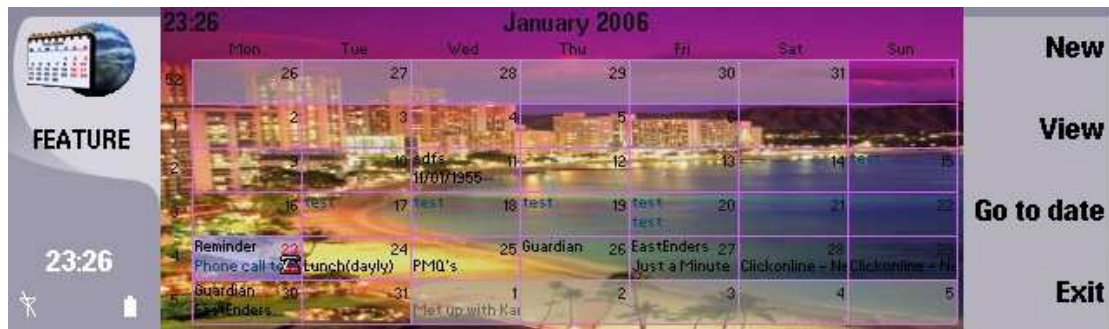 23:26 January 2006
Mon Tue Wed Thu Fri Sat Sun
52 26 27 28 29 30 31 1
1 2 3 4 5 6
2 9 10 sdfs 11 12 13 14 test 15
11/01/1955
3 16 test 17 test 18 test 19 test 20 21 22
test
4 Reminder 23 24 25 Guardian 26 EastEnders 27 28 29
Phone call to Lunch(dayly) PMQ's Just a Minute Clickonline - Ne Clickonline - Ne
5 Guardian 30 31 1 2 3 4 5
EastEnders Met up with Kar
FEATURE
23:26
New
View
Go to date
Exit